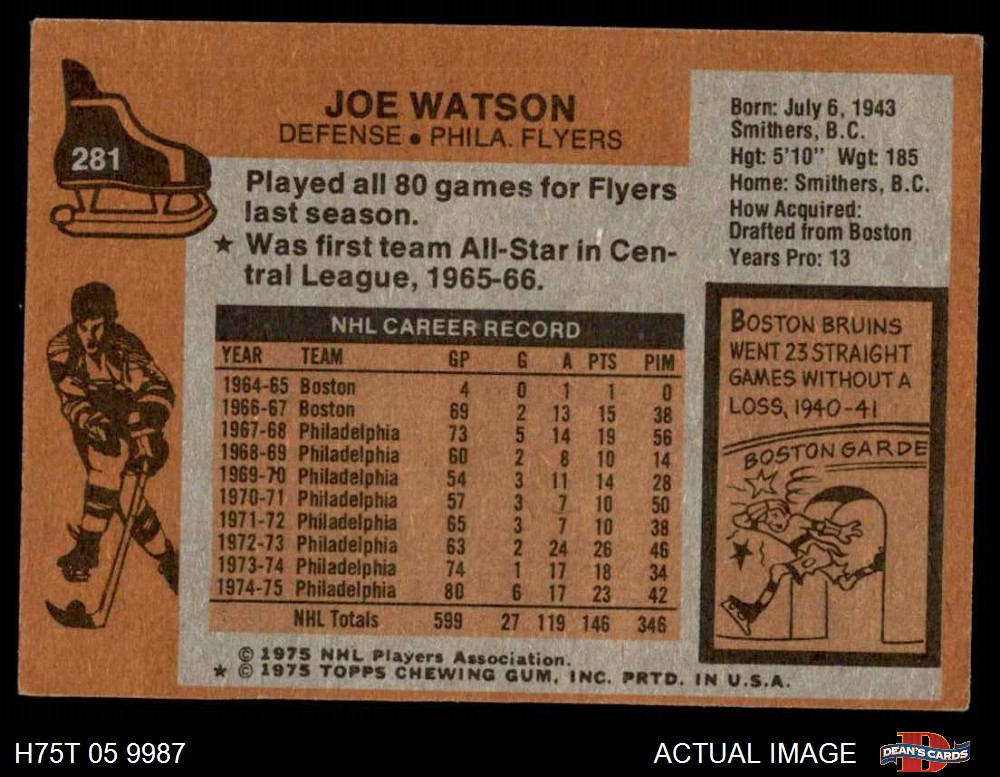 281
JOE WATSON
DEFENSE • PHILA. FLYERS
Played all 80 games for Flyers
last season.
★ Was first team All-Star in Cen-
tral League, 1965-66.
Born: July 6, 1943
Smithers, B.C.
Hgt: 5'10" Wgt: 185
Home: Smithers, B.C.
How Acquired:
Drafted from Boston
Years Pro: 13
NHL CAREER RECORD
YEAR TEAM GP G A PTS PIM
1964-65 Boston 4 0 1 1 0
1966-67 Boston 69 2 13 15 38
1967-68 Philadelphia 73 5 14 19 56
1968-69 Philadelphia 60 2 8 10 14
1969-70 Philadelphia 54 3 11 14 28
1970-71 Philadelphia 57 3 7 10 50
1971-72 Philadelphia 65 3 7 10 38
1972-73 Philadelphia 63 2 24 26 46
1973-74 Philadelphia 74 1 17 18 34
1974-75 Philadelphia 80 6 17 23 42
NHL Totals 599 27 119 146 346
BOSTON BRUINS
WENT 23 STRAIGHT
GAMES WITHOUT A
LOSS, 1940-41
BOSTON GARDE
© 1975 NHL Players Association.
★ © 1975 TOPPS CHEWING GUM, INC. PRTD. IN U.S.A.
H75T 05 9987
ACTUAL IMAGE
DEAN'S CARDS